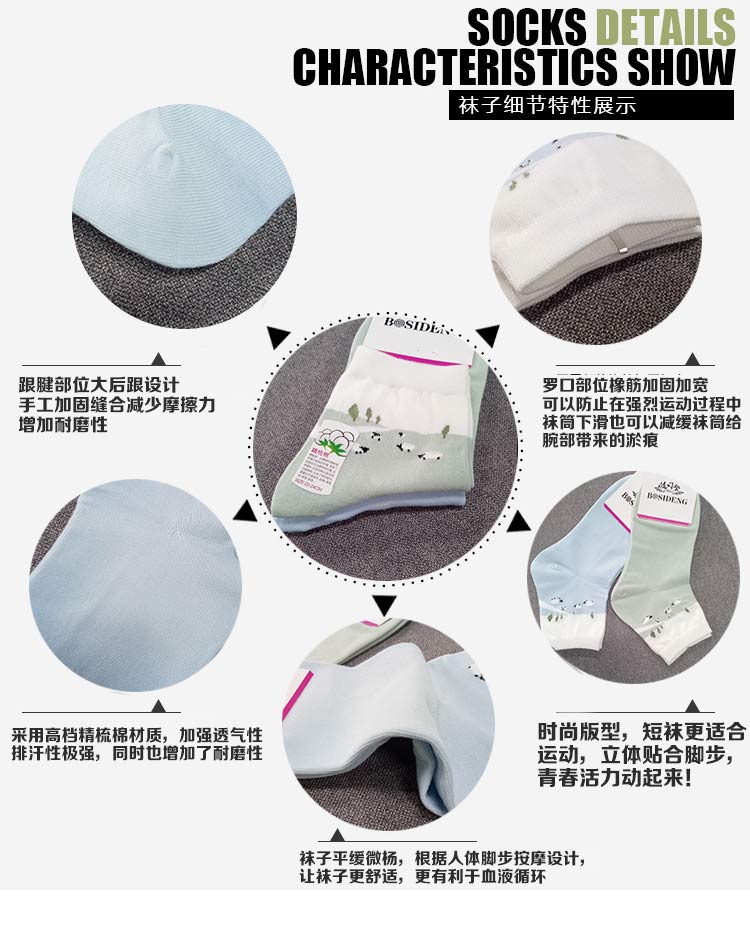 SOCKS DETAILS
CHARACTERISTICS SHOW
袜子细节特性展示
跟腱部位大后跟设计
手工加固缝合减少摩擦力
增加耐磨性
罗口部位橡筋加固加宽
可以防止在强烈运动过程中
袜筒下滑也可以减缓袜筒给
腕部带来的淤痕
BOSIDENG
精梳棉
SIZE:22-24CM
BOSIDENG
采用高档精梳棉材质，加强透气性
排汗性极强，同时也增加了耐磨性
时尚版型，短袜更适合
运动，立体贴合脚步，
青春活力动起来！
袜子平缓微杨，根据人体脚步按摩设计，
让袜子更舒适，更有利于血液循环